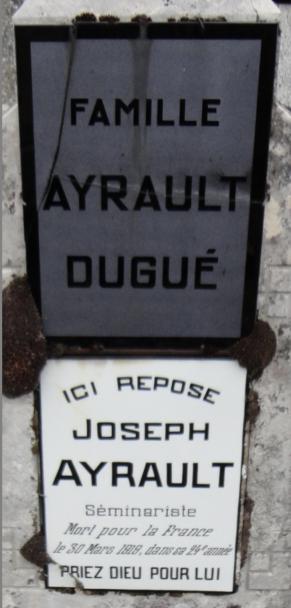 FAMILLE
AYRAULT
DUGUÉ
ICI REPOSE
JOSEPH
AYRAULT
Séminariste
Mort pour la France
le 30 Mars 1919, dans sa 24e année
PRIEZ DIEU POUR LUI